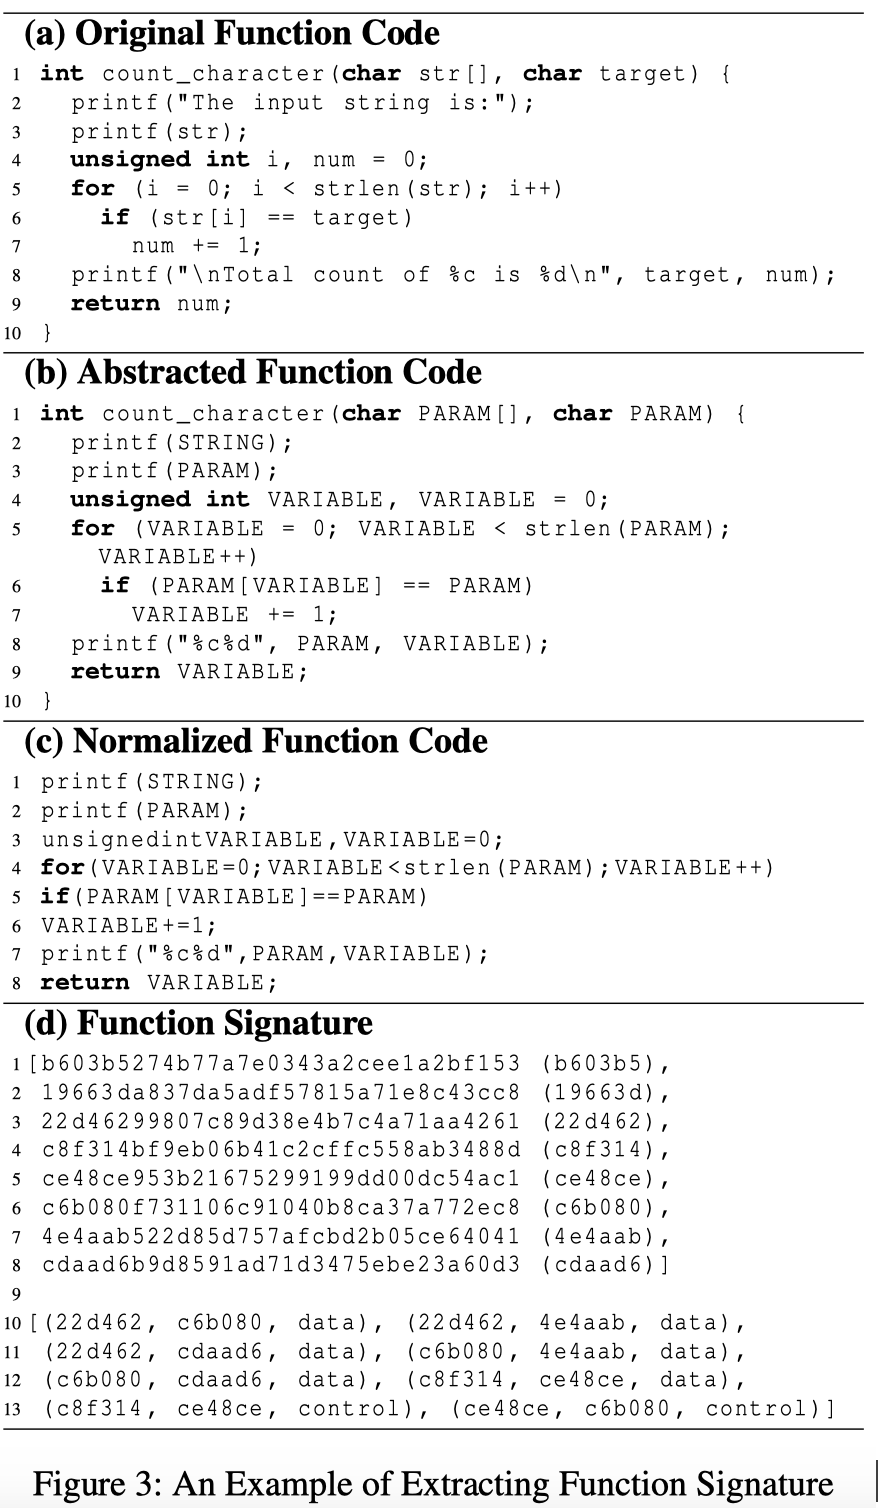 (a) Original Function Code
1 int count_character(char str[], char target) {
2 printf("The input string is:");
3 printf(str);
4 unsigned int i, num = 0;
5 for (i = 0; i < strlen(str); i++)
6 if (str[i] == target)
7 num += 1;
8 printf("\nTotal count of %c is %d\n", target, num);
9 return num;
10 }
(b) Abstracted Function Code
1 int count_character(char PARAM[], char PARAM) {
2 printf(STRING);
3 printf(PARAM);
4 unsigned int VARIABLE, VARIABLE = 0;
5 for (VARIABLE = 0; VARIABLE < strlen(PARAM);
VARIABLE++)
6 if (PARAM[VARIABLE] == PARAM)
7 VARIABLE += 1;
8 printf("%c%d", PARAM, VARIABLE);
9 return VARIABLE;
10 }
(c) Normalized Function Code
1 printf(STRING);
2 printf(PARAM);
3 unsignedintVARIABLE,VARIABLE=0;
4 for(VARIABLE=0;VARIABLE<strlen(PARAM);VARIABLE++)
5 if(PARAM[VARIABLE]==PARAM)
6 VARIABLE+=1;
7 printf("%c%d",PARAM,VARIABLE);
8 return VARIABLE;
(d) Function Signature
1 [b603b5274b77a7e0343a2cee1a2bf153 (b603b5),
2 19663da837da5adf57815a71e8c43cc8 (19663d),
3 22d46299807c89d38e4b7c4a71aa4261 (22d462),
4 c8f314bf9eb06b41c2cffc558ab3488d (c8f314),
5 ce48ce953b21675299199dd00dc54ac1 (ce48ce),
6 c6b080f731106c91040b8ca37a772ec8 (c6b080),
7 4e4aab522d85d757afcbd2b05ce64041 (4e4aab),
8 cdaad6b9d8591ad71d3475ebe23a60d3 (cdaad6)]
9
10 [(22d462, c6b080, data), (22d462, 4e4aab, data),
11 (22d462, cdaad6, data), (c6b080, 4e4aab, data),
12 (c6b080, cdaad6, data), (c8f314, ce48ce, data),
13 (c8f314, ce48ce, control), (ce48ce, c6b080, control)]
Figure 3: An Example of Extracting Function Signature